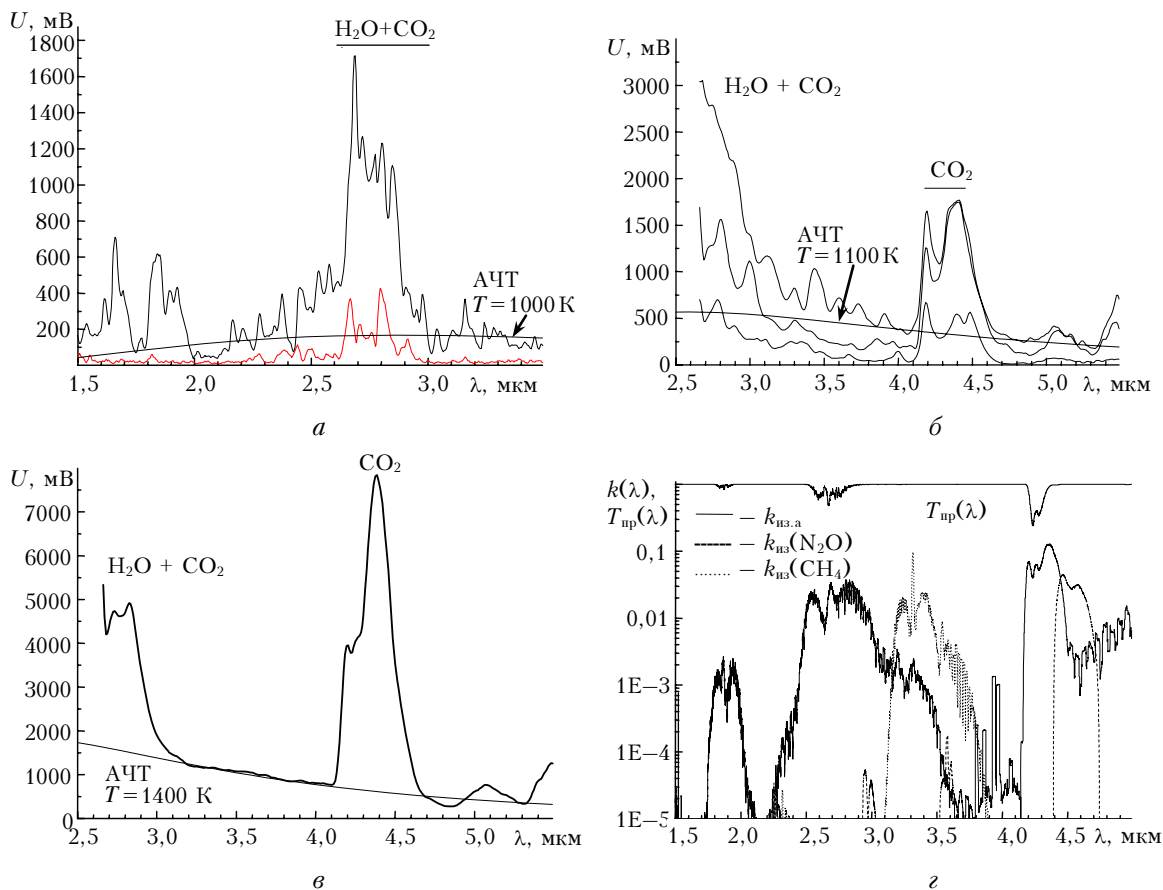 U, мВ
1800
1600
1400
1200
1000
800
600
400
200
H₂O+CO₂
АЧТ
T=1000 К
1,5 2,0 2,5 3,0 λ, мкм
а
U, мВ
3000
2500
2000
1750
1000
500
0
H₂O + CO₂
CO₂
АЧТ
T=1100 К
2,5 3,0 3,5 4,0 4,5 5,0 λ, мкм
б
U, мВ
7000
6000
5000
4000
3000
2000
1000
0
CO₂
H₂O + CO₂
АЧТ
T=1400 К
2,5 3,0 3,5 4,0 4,5 5,0 λ, мкм
в
k(λ),
Tпр(λ)
0,1
0,01
1E−3
1E−4
1E−5
Tпр(λ)
– kиз.а
– kиз(N₂O)
– kиз(CH₄)
1,5 2,0 2,5 3,0 3,5 4,0 4,5 λ, мкм
г